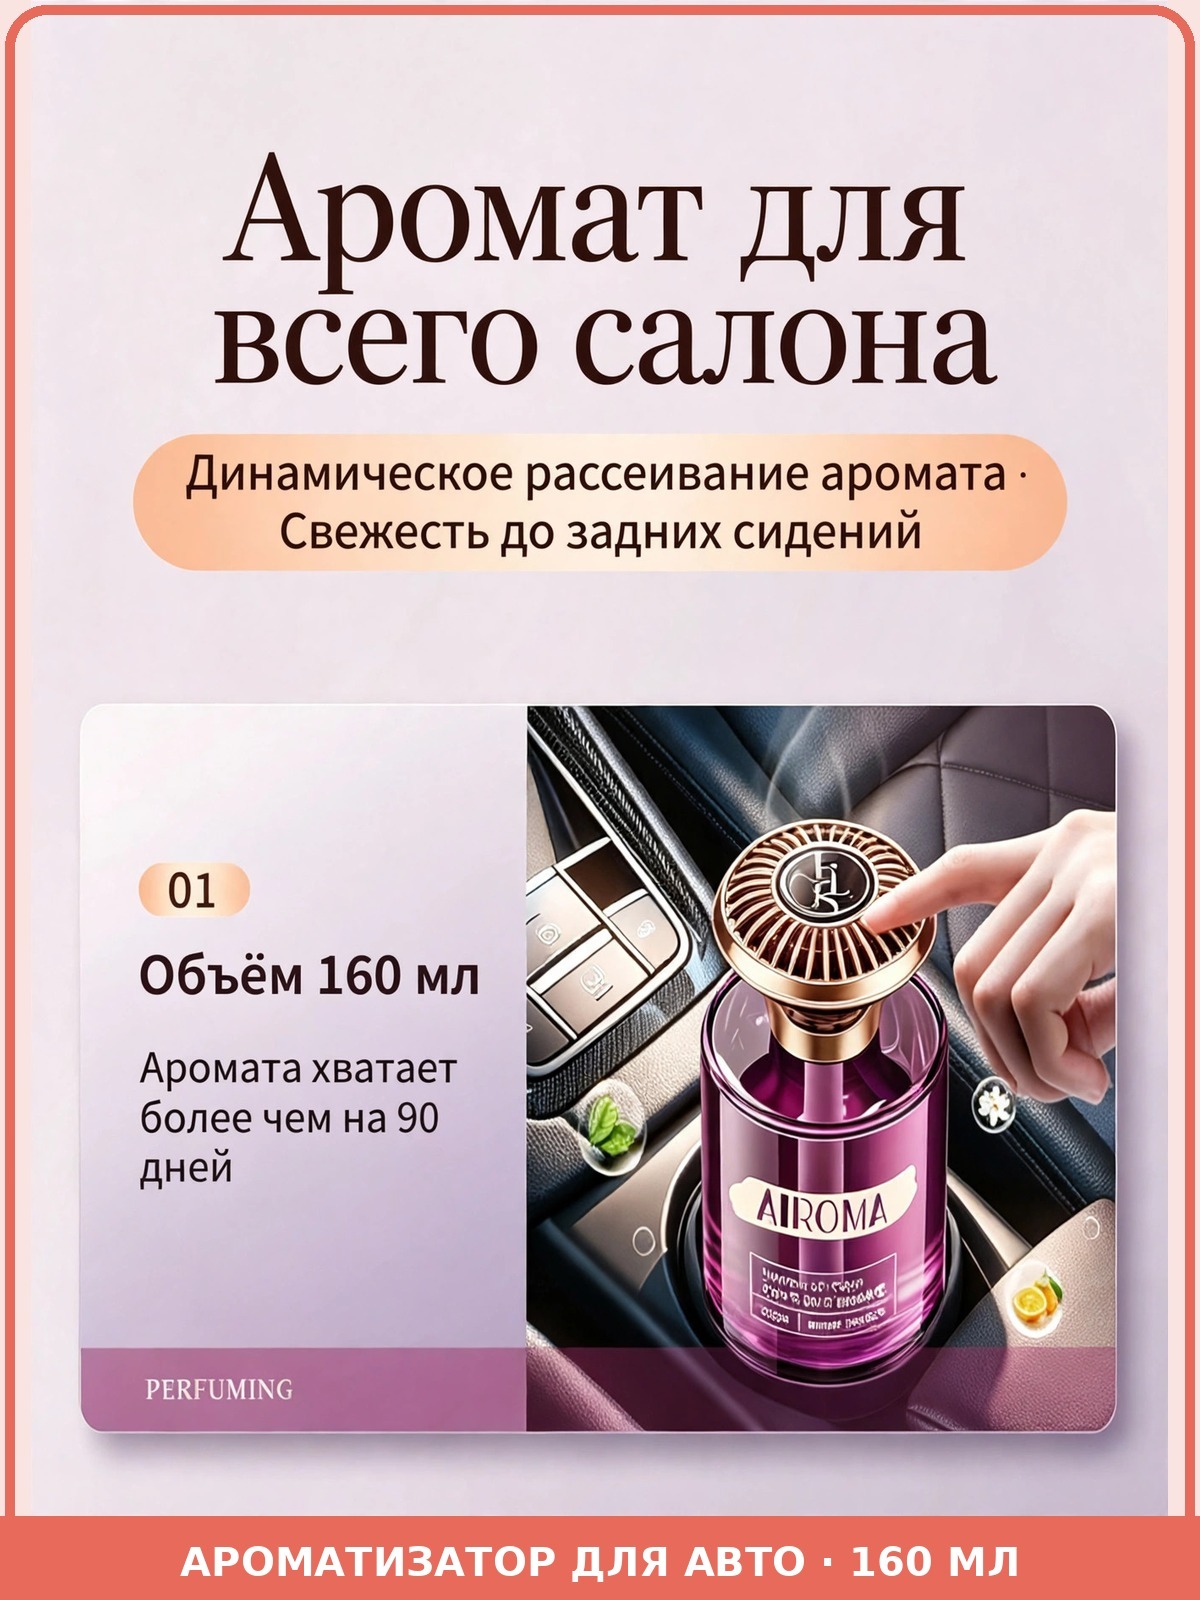 Аромат для
всего салона
Динамическое рассеивание аромата ·
Свежесть до задних сидений
01
Объём 160 мл
Аромата хватает
более чем на 90
дней
AIROMA
PERFUMING
АРОМАТИЗАТОР ДЛЯ АВТО · 160 МЛ